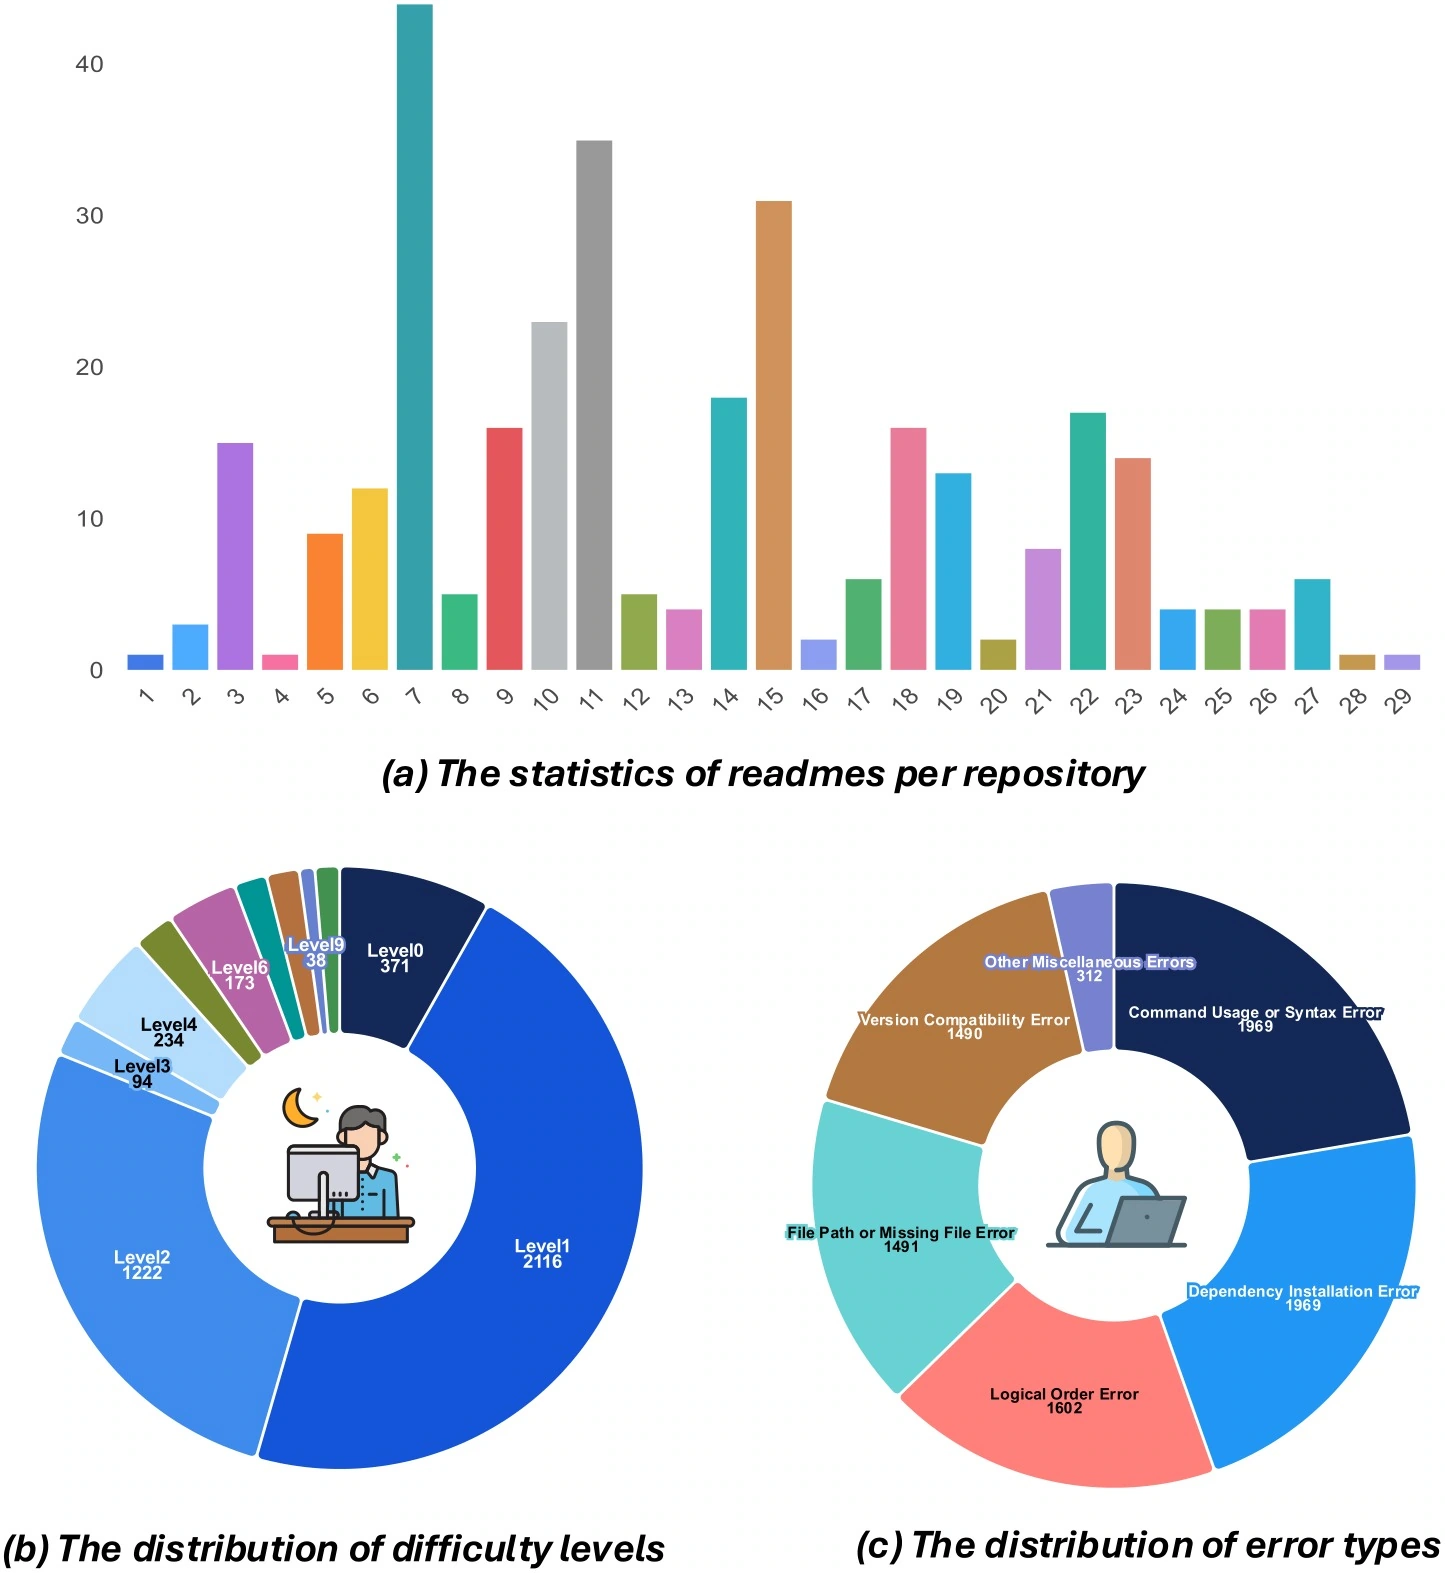 40
30
20
10
0
1 2 3 4 5 6 7 8 9 10 11 12 13 14 15 16 17 18 19 20 21 22 23 24 25 26 27 28 29
(a) The statistics of readmes per repository
Level9
38
Level0
371
Level6
173
Level4
234
Level3
94
Level2
1222
Level1
2116
(b) The distribution of difficulty levels
Other Miscellaneous Errors
312
Command Usage or Syntax Error
1969
Version Compatibility Error
1490
File Path or Missing File Error
1491
Dependency Installation Error
1969
Logical Order Error
1602
(c) The distribution of error types